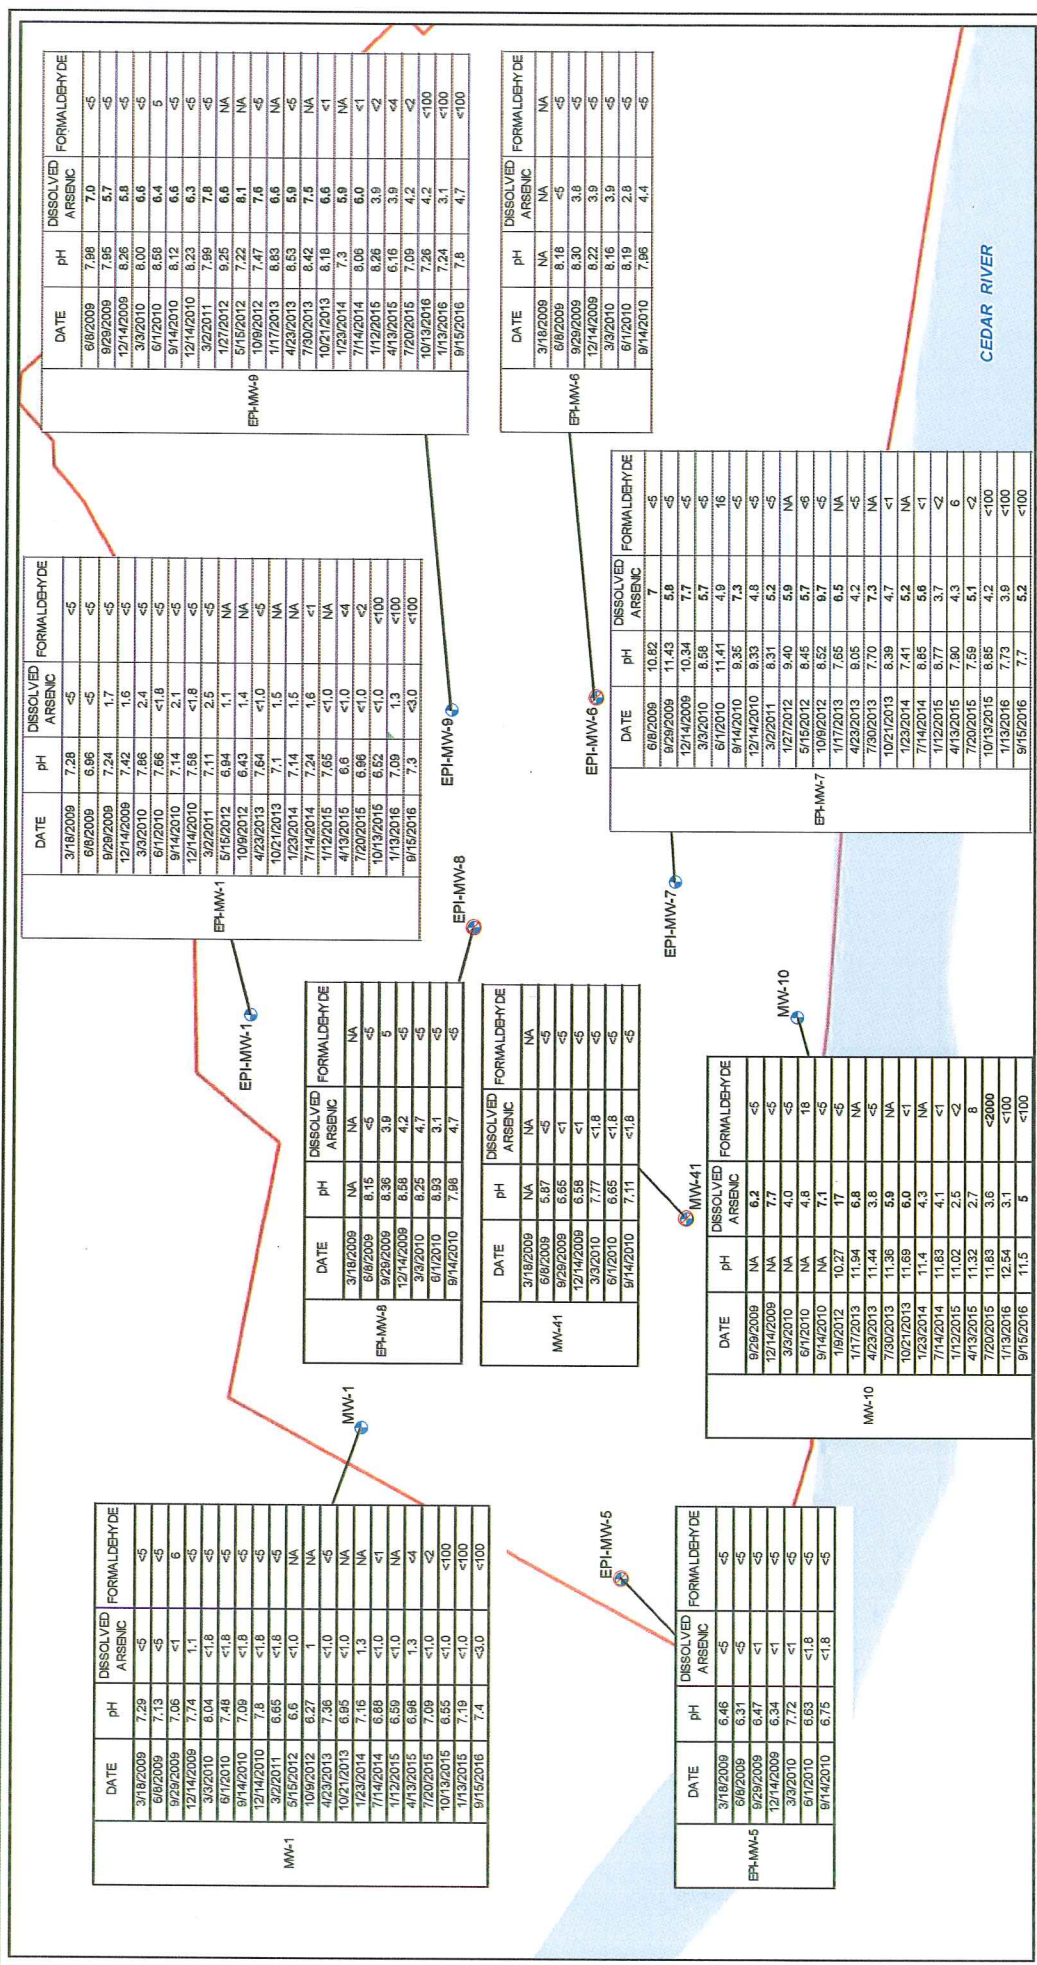 MW-1
DATE pH DISSOLVED ARSENIC FORMALDEHYDE
3/18/2009 7.29 <5 <5
6/8/2009 7.13 <5 <5
9/29/2009 7.06 <1 6
12/14/2009 7.74 1.1 <5
3/3/2010 8.04 <1.8 <5
6/1/2010 7.48 <1.8 <5
9/14/2010 7.09 <1.8 <5
12/14/2010 7.8 <1.8 <5
3/2/2011 6.65 <1.8 <5
5/15/2012 6.6 <1.0 NA
10/9/2012 6.27 1 NA
4/23/2013 7.36 <1.0 <5
10/21/2013 6.95 <1.0 NA
1/23/2014 7.16 1.3 NA
7/14/2014 6.88 <1.0 <1
1/12/2015 6.59 <1.0 NA
4/13/2015 6.98 1.3 <4
7/20/2015 7.09 <1.0 <2
10/13/2015 6.55 <1.0 <100
1/13/2015 7.19 <1.0 <100
9/15/2016 7.4 <3.0 <100
MW-1
EPI-MW-5
DATE pH DISSOLVED ARSENIC FORMALDEHYDE
3/18/2009 6.46 <5 <5
6/8/2009 6.31 <5 <5
9/29/2009 6.47 <1 <5
12/14/2009 6.34 <1 <5
3/3/2010 7.72 <1 <5
6/1/2010 6.63 <1.8 <5
9/14/2010 6.75 <1.8 <5
EPI-MW-5
EPI-MW-8
DATE pH DISSOLVED ARSENIC FORMALDEHYDE
3/18/2009 NA NA NA
6/8/2009 8.15 <5 <5
9/29/2009 8.36 3.9 5
12/14/2009 8.58 4.2 <5
3/3/2010 8.25 4.7 <5
6/1/2010 8.93 3.1 <5
9/14/2010 7.98 4.7 <5
EPI-MW-8
MW-41
DATE pH DISSOLVED ARSENIC FORMALDEHYDE
3/18/2009 NA NA NA
6/8/2009 5.87 <5 <5
9/29/2009 6.65 <1 <5
12/14/2009 6.58 <1 <5
3/3/2010 7.77 <1.8 <5
6/1/2010 6.65 <1.8 <5
9/14/2010 7.11 <1.8 <5
MW-41
MW-10
DATE pH DISSOLVED ARSENIC FORMALDEHYDE
9/29/2009 NA 6.2 <5
12/14/2009 NA 7.7 <5
3/3/2010 NA 4.0 <5
6/1/2010 NA 4.8 18
9/14/2010 NA 7.1 <5
1/9/2012 10.27 17 <5
1/17/2013 11.94 6.8 NA
4/23/2013 11.44 3.8 <5
7/30/2013 11.36 5.9 NA
10/21/2013 11.69 6.0 <1
1/23/2014 11.4 4.3 NA
7/14/2014 11.83 4.1 <1
1/12/2015 11.02 2.5 <2
4/13/2015 11.32 2.7 8
7/20/2015 11.83 3.6 <2000
1/13/2016 12.54 3.1 <100
9/15/2016 11.5 5 <100
MW-10
EPI-MW-1
DATE pH DISSOLVED ARSENIC FORMALDEHYDE
3/18/2009 7.28 <5 <5
6/8/2009 6.96 <5 <5
9/29/2009 7.24 1.7 <5
12/14/2009 7.42 1.6 <5
3/3/2010 7.86 2.4 <5
6/1/2010 7.66 <1.8 <5
9/14/2010 7.14 2.1 <5
12/14/2010 7.58 <1.8 <5
3/2/2011 7.11 2.5 <5
5/15/2012 6.94 1.1 NA
10/9/2012 6.43 1.4 NA
4/23/2013 7.64 <1.0 <5
10/21/2013 7.1 1.5 NA
1/23/2014 7.14 1.5 NA
7/14/2014 7.24 1.6 <1
1/12/2015 7.65 <1.0 NA
4/13/2015 6.6 <1.0 <4
7/20/2015 6.96 <1.0 <2
10/13/2015 6.52 <1.0 <100
1/13/2016 7.09 1.3 <100
9/15/2016 7.3 <3.0 <100
EPI-MW-1
EPI-MW-9
DATE pH DISSOLVED ARSENIC FORMALDEHYDE
6/8/2009 7.98 7.0 <5
9/29/2009 7.95 5.7 <5
12/14/2009 8.26 5.8 <5
3/3/2010 8.00 6.6 <5
6/1/2010 8.58 6.4 5
9/14/2010 8.12 6.6 <5
12/14/2010 8.23 6.3 <5
3/2/2011 7.99 7.8 <5
1/27/2012 9.25 6.6 NA
5/15/2012 7.22 8.1 NA
10/9/2012 7.47 7.6 <5
1/17/2013 8.83 6.6 NA
4/23/2013 8.53 5.9 <5
7/30/2013 8.42 7.5 NA
10/21/2013 8.18 6.6 <1
1/23/2014 7.3 5.9 NA
7/14/2014 8.06 6.0 <1
1/12/2015 8.26 3.9 <2
4/13/2015 6.16 3.9 <4
7/20/2015 7.09 4.2 <2
10/13/2016 7.26 4.2 <100
1/13/2016 7.24 3.1 <100
9/15/2016 7.8 4.7 <100
EPI-MW-9
EPI-MW-6
DATE pH DISSOLVED ARSENIC FORMALDEHYDE
3/18/2009 NA NA NA
6/8/2009 8.18 <5 <5
9/29/2009 8.30 3.8 <5
12/14/2009 8.22 3.9 <5
3/3/2010 8.16 3.9 <5
6/1/2010 8.19 2.8 <5
9/14/2010 7.96 4.4 <5
EPI-MW-6
EPI-MW-7
DATE pH DISSOLVED ARSENIC FORMALDEHYDE
6/8/2009 10.62 7 <5
9/29/2009 11.43 5.8 <5
12/14/2009 10.34 7.7 <5
3/3/2010 8.58 5.7 <5
6/1/2010 11.41 4.9 16
9/14/2010 9.35 7.3 <5
12/14/2010 9.33 4.8 <5
3/2/2011 8.31 5.2 <5
1/27/2012 9.40 5.9 NA
5/15/2012 8.45 5.7 <6
10/9/2012 8.52 9.7 <5
1/17/2013 7.65 6.5 NA
4/23/2013 9.05 4.2 <5
7/30/2013 7.70 7.3 NA
10/21/2013 8.39 4.7 <1
1/23/2014 7.41 5.2 NA
7/14/2014 8.85 5.6 <1
1/12/2015 8.77 3.7 <2
4/13/2015 7.90 4.3 6
7/20/2015 7.59 5.1 <2
10/13/2015 6.85 4.2 <100
1/13/2016 7.73 3.9 <100
9/15/2016 7.7 5.2 <100
EPI-MW-7
CEDAR RIVER